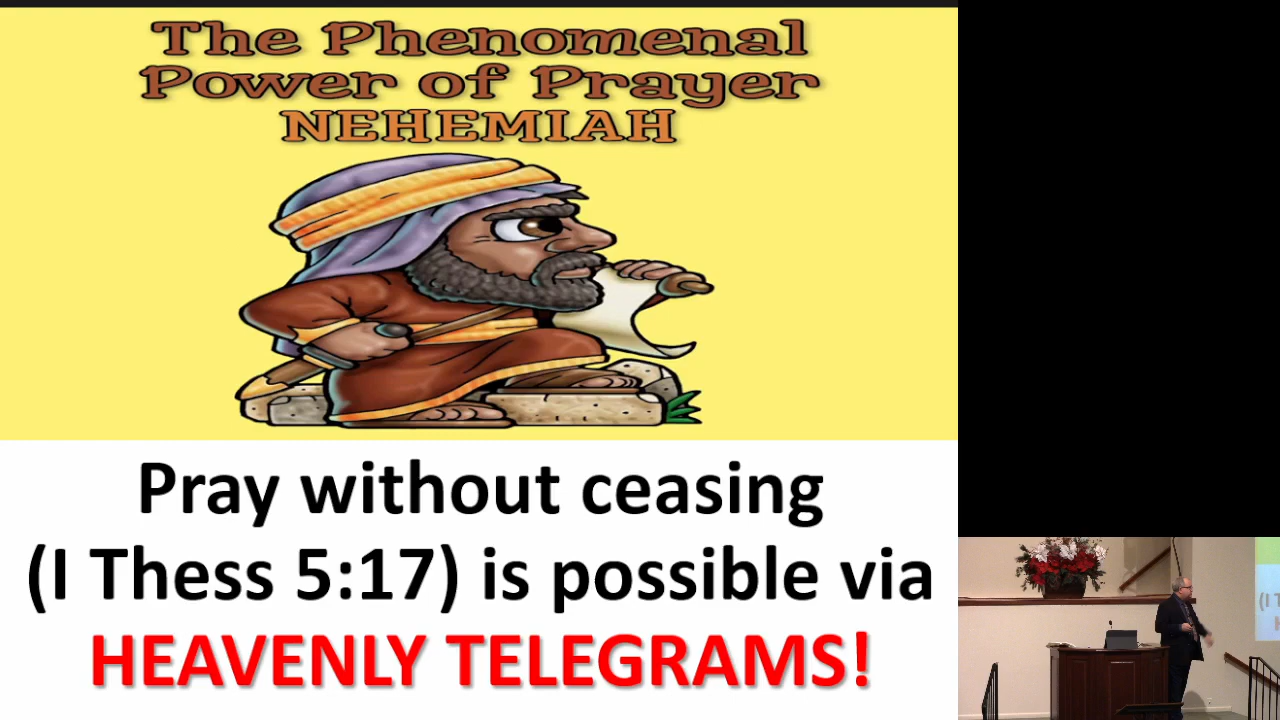 The Phenomenal
Power of Prayer
NEHEMIAH
Pray without ceasing
(I Thess 5:17) is possible via
HEAVENLY TELEGRAMS!